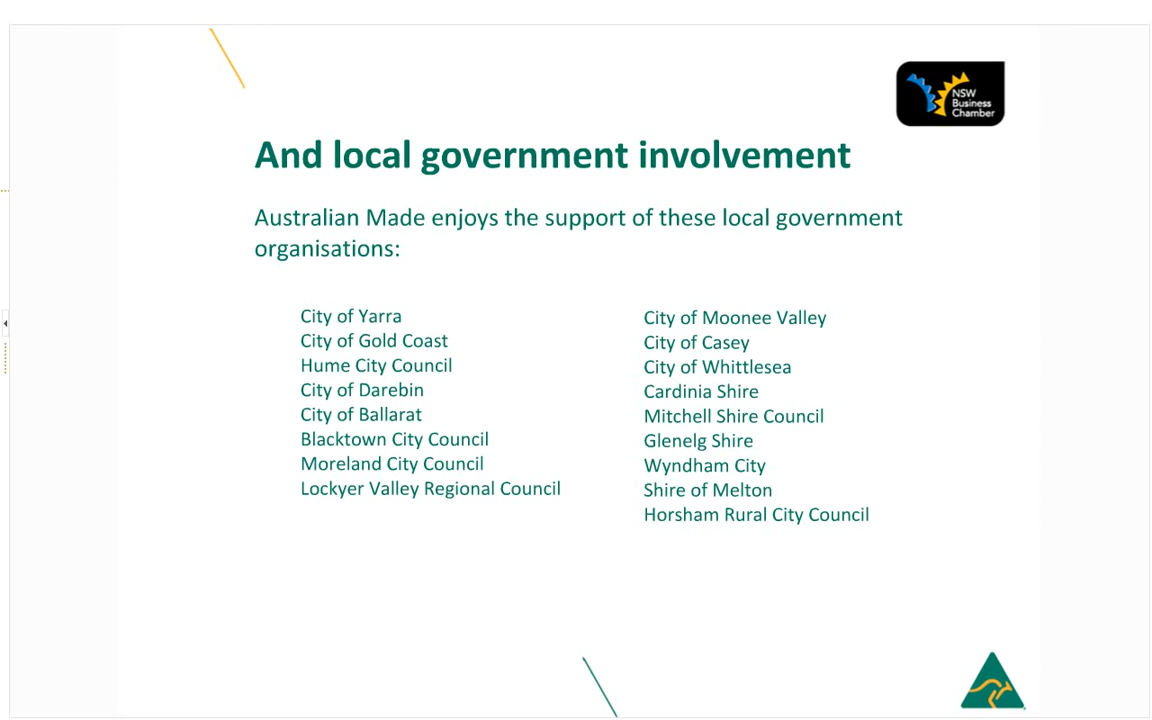 NSW
Business
Chamber
And local government involvement
Australian Made enjoys the support of these local government
organisations:
City of Yarra
City of Gold Coast
Hume City Council
City of Darebin
City of Ballarat
Blacktown City Council
Moreland City Council
Lockyer Valley Regional Council
City of Moonee Valley
City of Casey
City of Whittlesea
Cardinia Shire
Mitchell Shire Council
Glenelg Shire
Wyndham City
Shire of Melton
Horsham Rural City Council